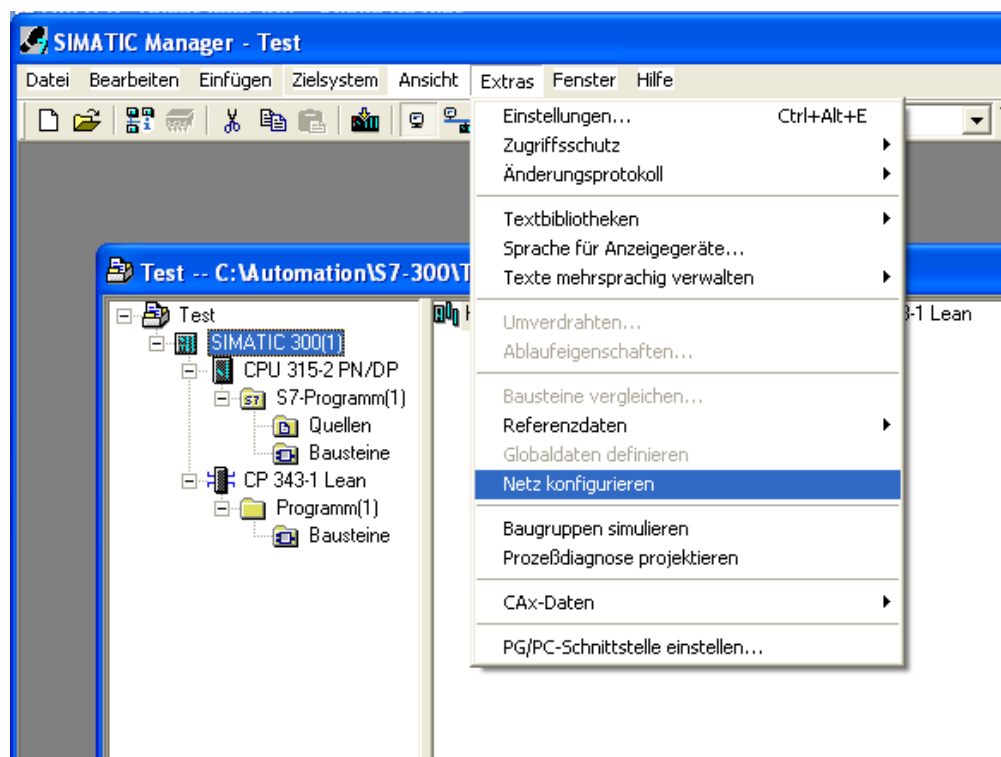 SIMATIC Manager - Test
Datei Bearbeiten Einfügen Zielsystem Ansicht Extras Fenster Hilfe
Einstellungen... Ctrl+Alt+E
Zugriffsschutz
Änderungsprotokoll
Textbibliotheken
Sprache für Anzeigegeräte...
Texte mehrsprachig verwalten
Umverdrahten...
Ablaufeigenschaften...
Bausteine vergleichen...
Referenzdaten
Globaldaten definieren
Netz konfigurieren
Baugruppen simulieren
Prozeßdiagnose projektieren
CAx-Daten
PG/PC-Schnittstelle einstellen...
Test -- C:\Automation\S7-300\T
Test
SIMATIC 300(1)
CPU 315-2 PN/DP
S7-Programm(1)
Quellen
Bausteine
CP 343-1 Lean
Programm(1)
Bausteine
H
3-1 Lean